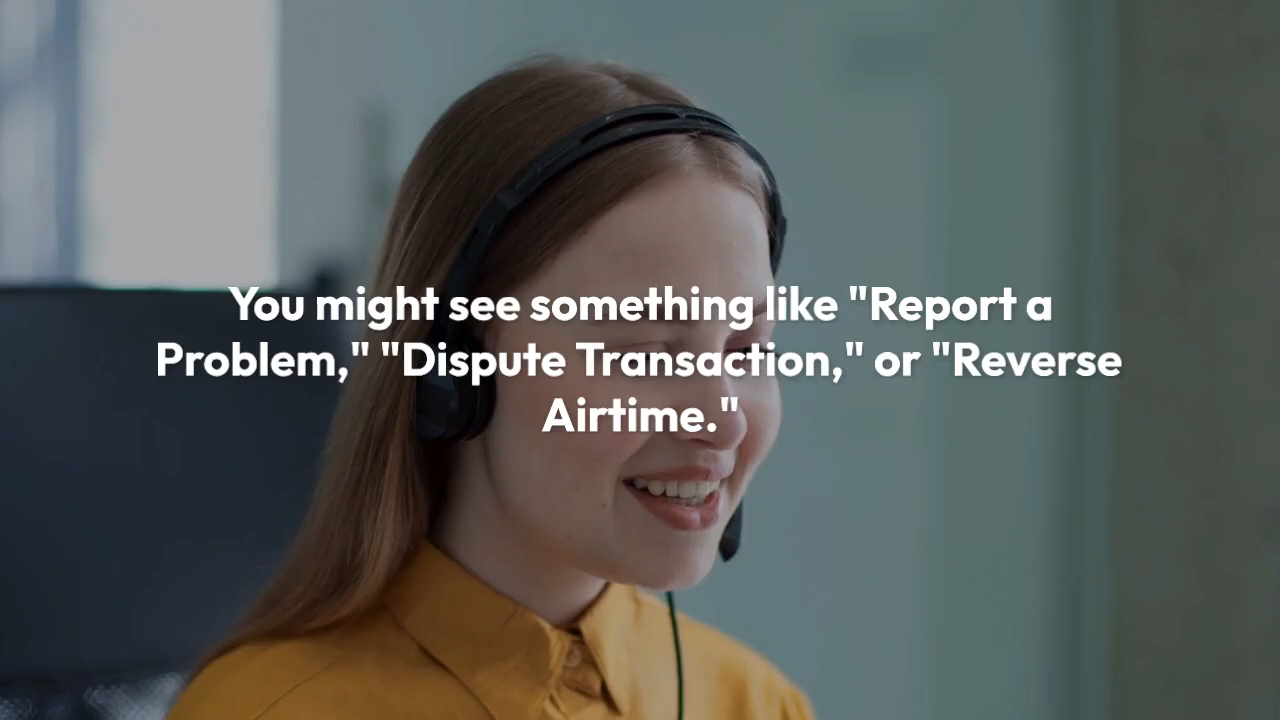 You might see something like "Report a
Problem," "Dispute Transaction," or "Reverse
Airtime."